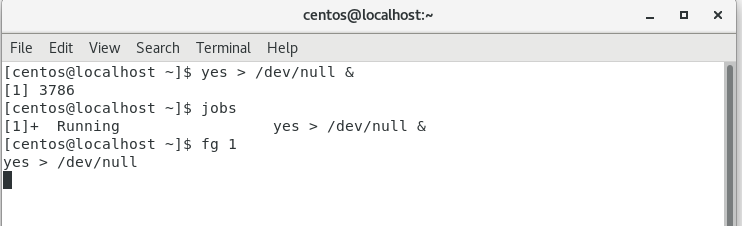 centos@localhost:~
File Edit View Search Terminal Help
[centos@localhost ~]$ yes > /dev/null &
[1] 3786
[centos@localhost ~]$ jobs
[1]+  Running                 yes > /dev/null &
[centos@localhost ~]$ fg 1
yes > /dev/null